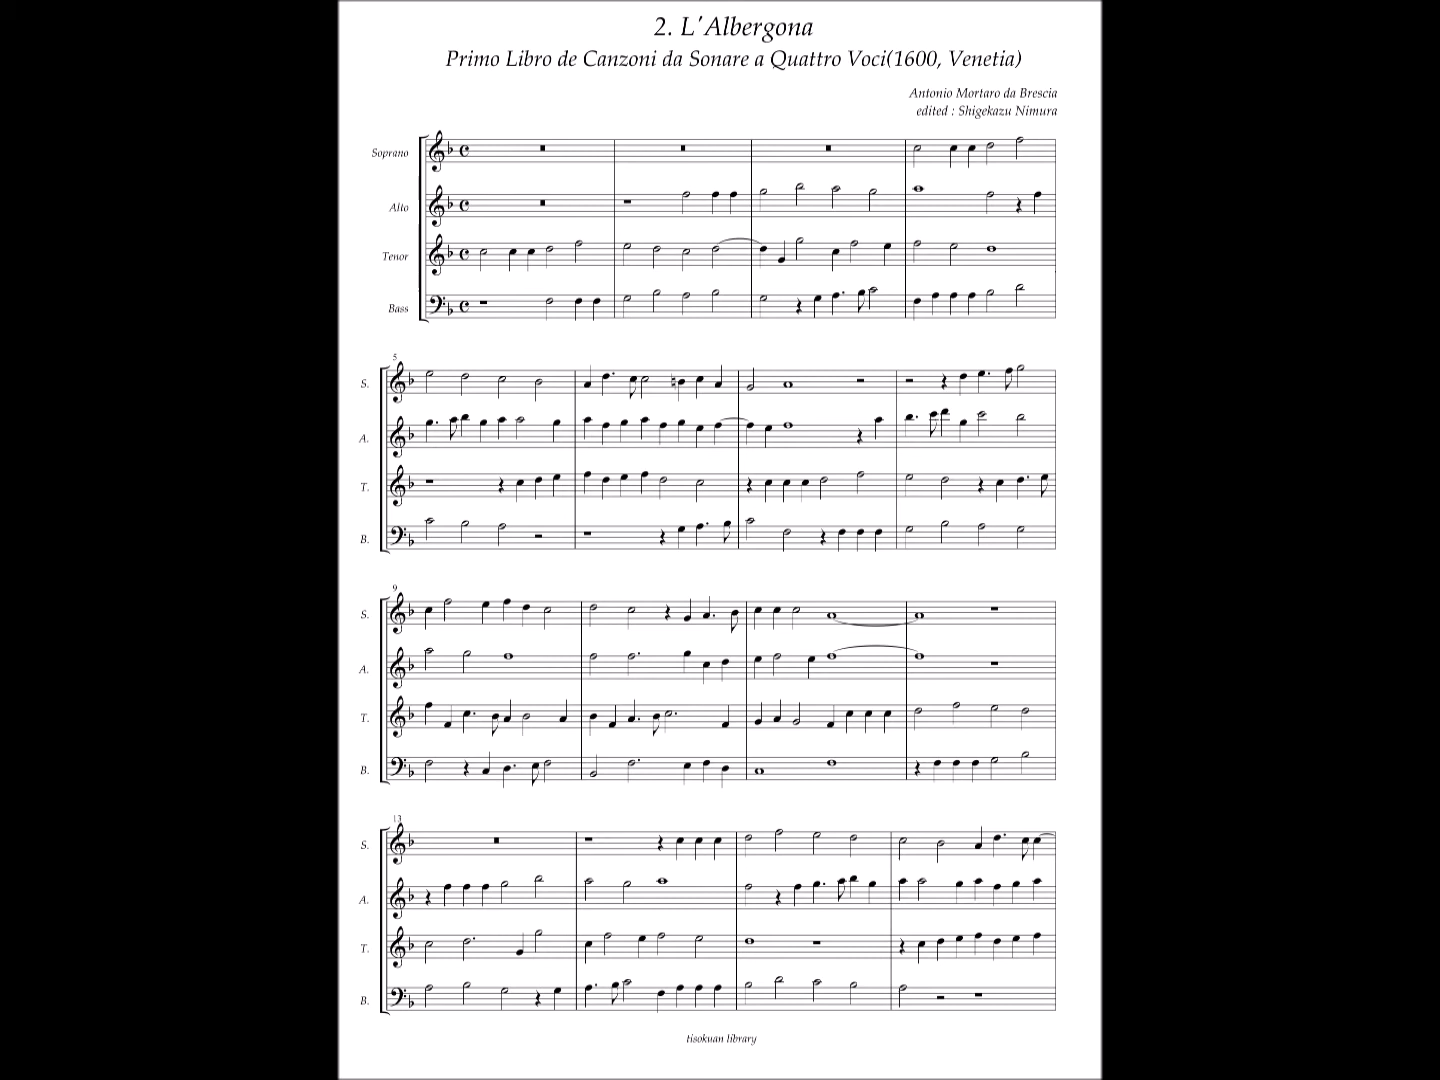 2. L'Albergona
Primo Libro de Canzoni da Sonare a Quattro Voci(1600, Venetia)
Antonio Mortaro da Brescia
edited : Shigekazu Nimura
Soprano
Alto
Tenor
Bass
5
S.
A.
T.
B.
9
S.
A.
T.
B.
13
S.
A.
T.
B.
tisokuan library